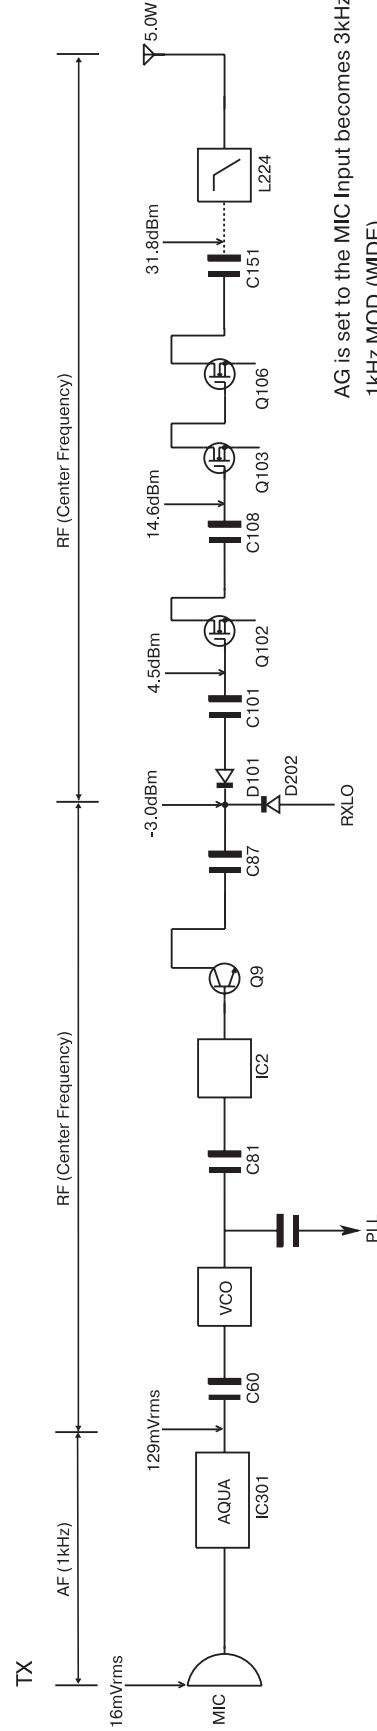 TX
AF (1kHz)
RF (Center Frequency)
RF (Center Frequency)
16mVrms
129mVrms
-3.0dBm
4.5dBm
14.6dBm
31.8dBm
5.0W
MIC
AQUA
IC301
C60
VCO
PLL
C81
IC2
Q9
C87
D101
D202
RXLO
C101
Q102
C108
Q103
Q106
C151
L224
AG is set to the MIC Input becomes 3kHz
1kHz MOD (WIDE)